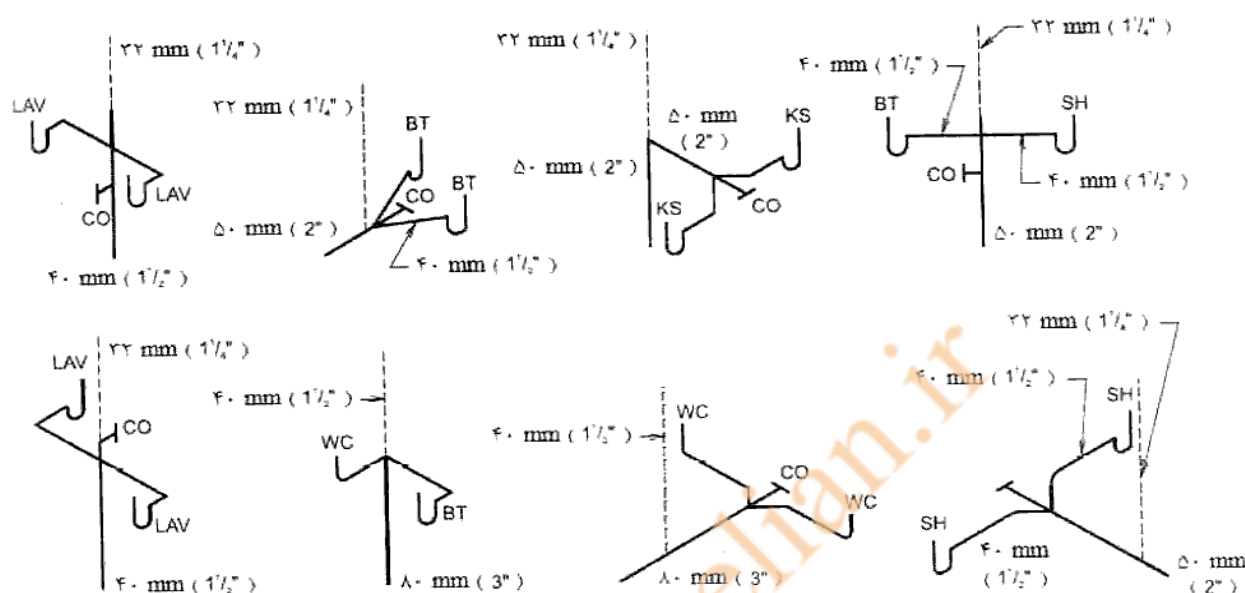 ۳۲ mm ( 1¼" )
LAV
CO
LAV
۴۰ mm ( 1½" )
۳۲ mm ( 1¼" )
BT
CO
BT
۵۰ mm ( 2" )
۴۰ mm ( 1½" )
۳۲ mm ( 1¼" )
۵۰ mm
( 2" )
KS
۵۰ mm ( 2" )
KS
CO
۳۲ mm ( 1¼" )
۴۰ mm ( 1½" )
BT
SH
CO
۴۰ mm ( 1½" )
۵۰ mm ( 2" )
۳۲ mm ( 1¼" )
LAV
CO
LAV
۴۰ mm ( 1½" )
۴۰ mm ( 1½" )
WC
BT
۸۰ mm ( 3" )
۴۰ mm ( 1½" )
WC
CO
WC
۸۰ mm ( 3" )
۳۲ mm ( 1¼" )
۴۰ mm ( 1½" )
SH
SH
۴۰ mm
( 1½" )
۵۰ mm
( 2" )
elian.ir